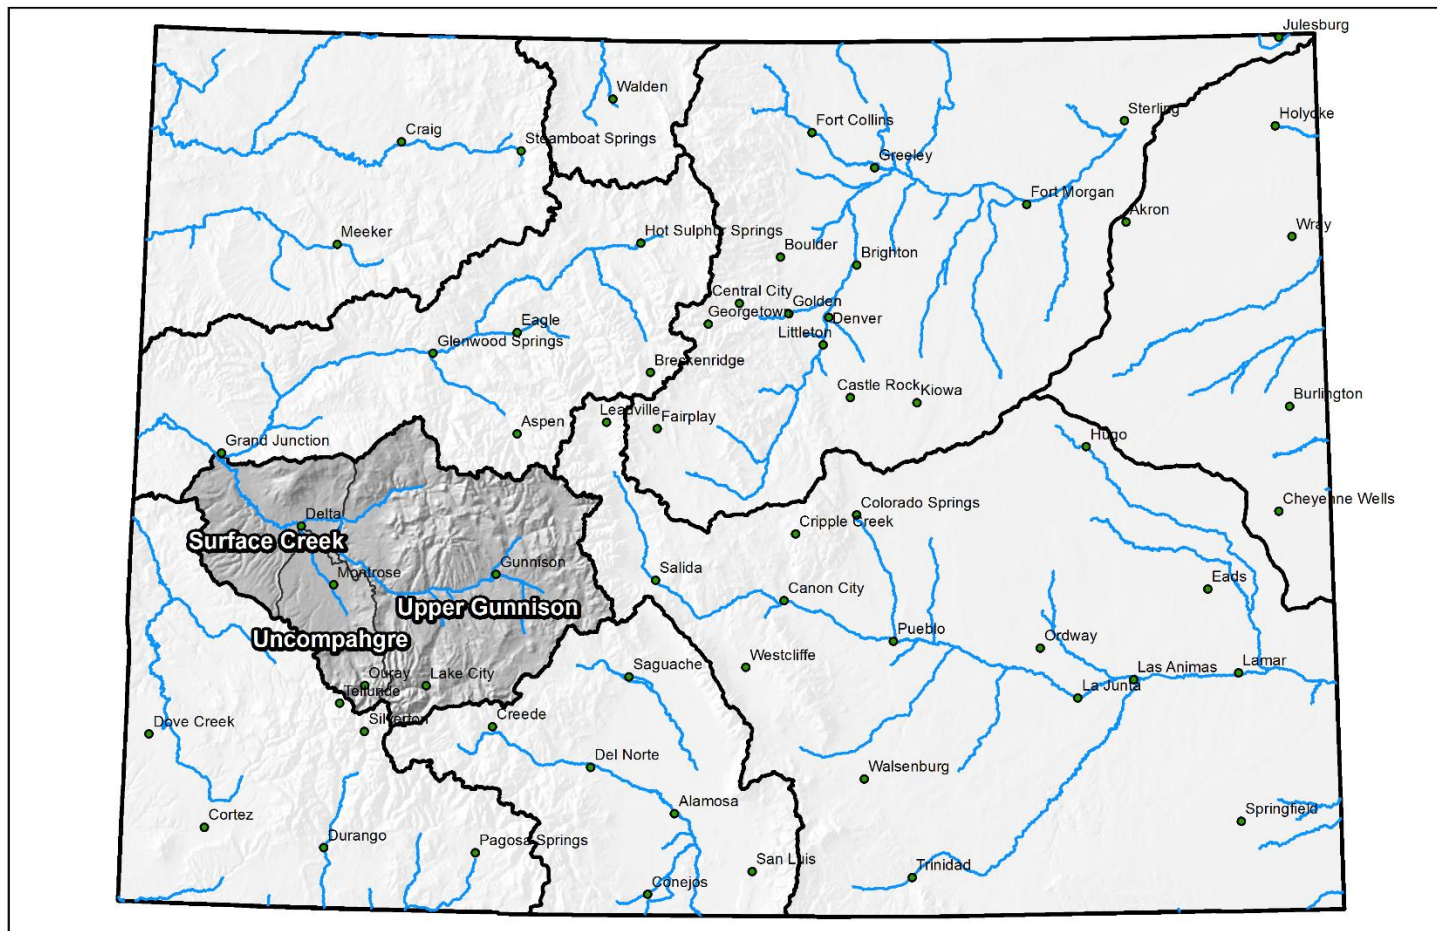 Julesburg
Walden
Sterling
Holyoke
Fort Collins
Craig
Steamboat Springs
Greeley
Fort Morgan
Akron
Wray
Meeker
Hot Sulphur Springs
Boulder
Brighton
Central City
Golden
Georgetown
Denver
Eagle
Littleton
Glenwood Springs
Breckenridge
Castle Rock
Kiowa
Burlington
Leadville
Fairplay
Aspen
Hugo
Grand Junction
Cheyenne Wells
Colorado Springs
Delta
Cripple Creek
Surface Creek
Gunnison
Montrose
Salida
Eads
Canon City
Upper Gunnison
Pueblo
Ordway
Uncompahgre
Westcliffe
Las Animas
Lamar
Ouray
Lake City
Saguache
La Junta
Telluride
Silverton
Dove Creek
Creede
Del Norte
Walsenburg
Alamosa
Springfield
Cortez
Durango
Pagosa Springs
San Luis
Trinidad
Conejos